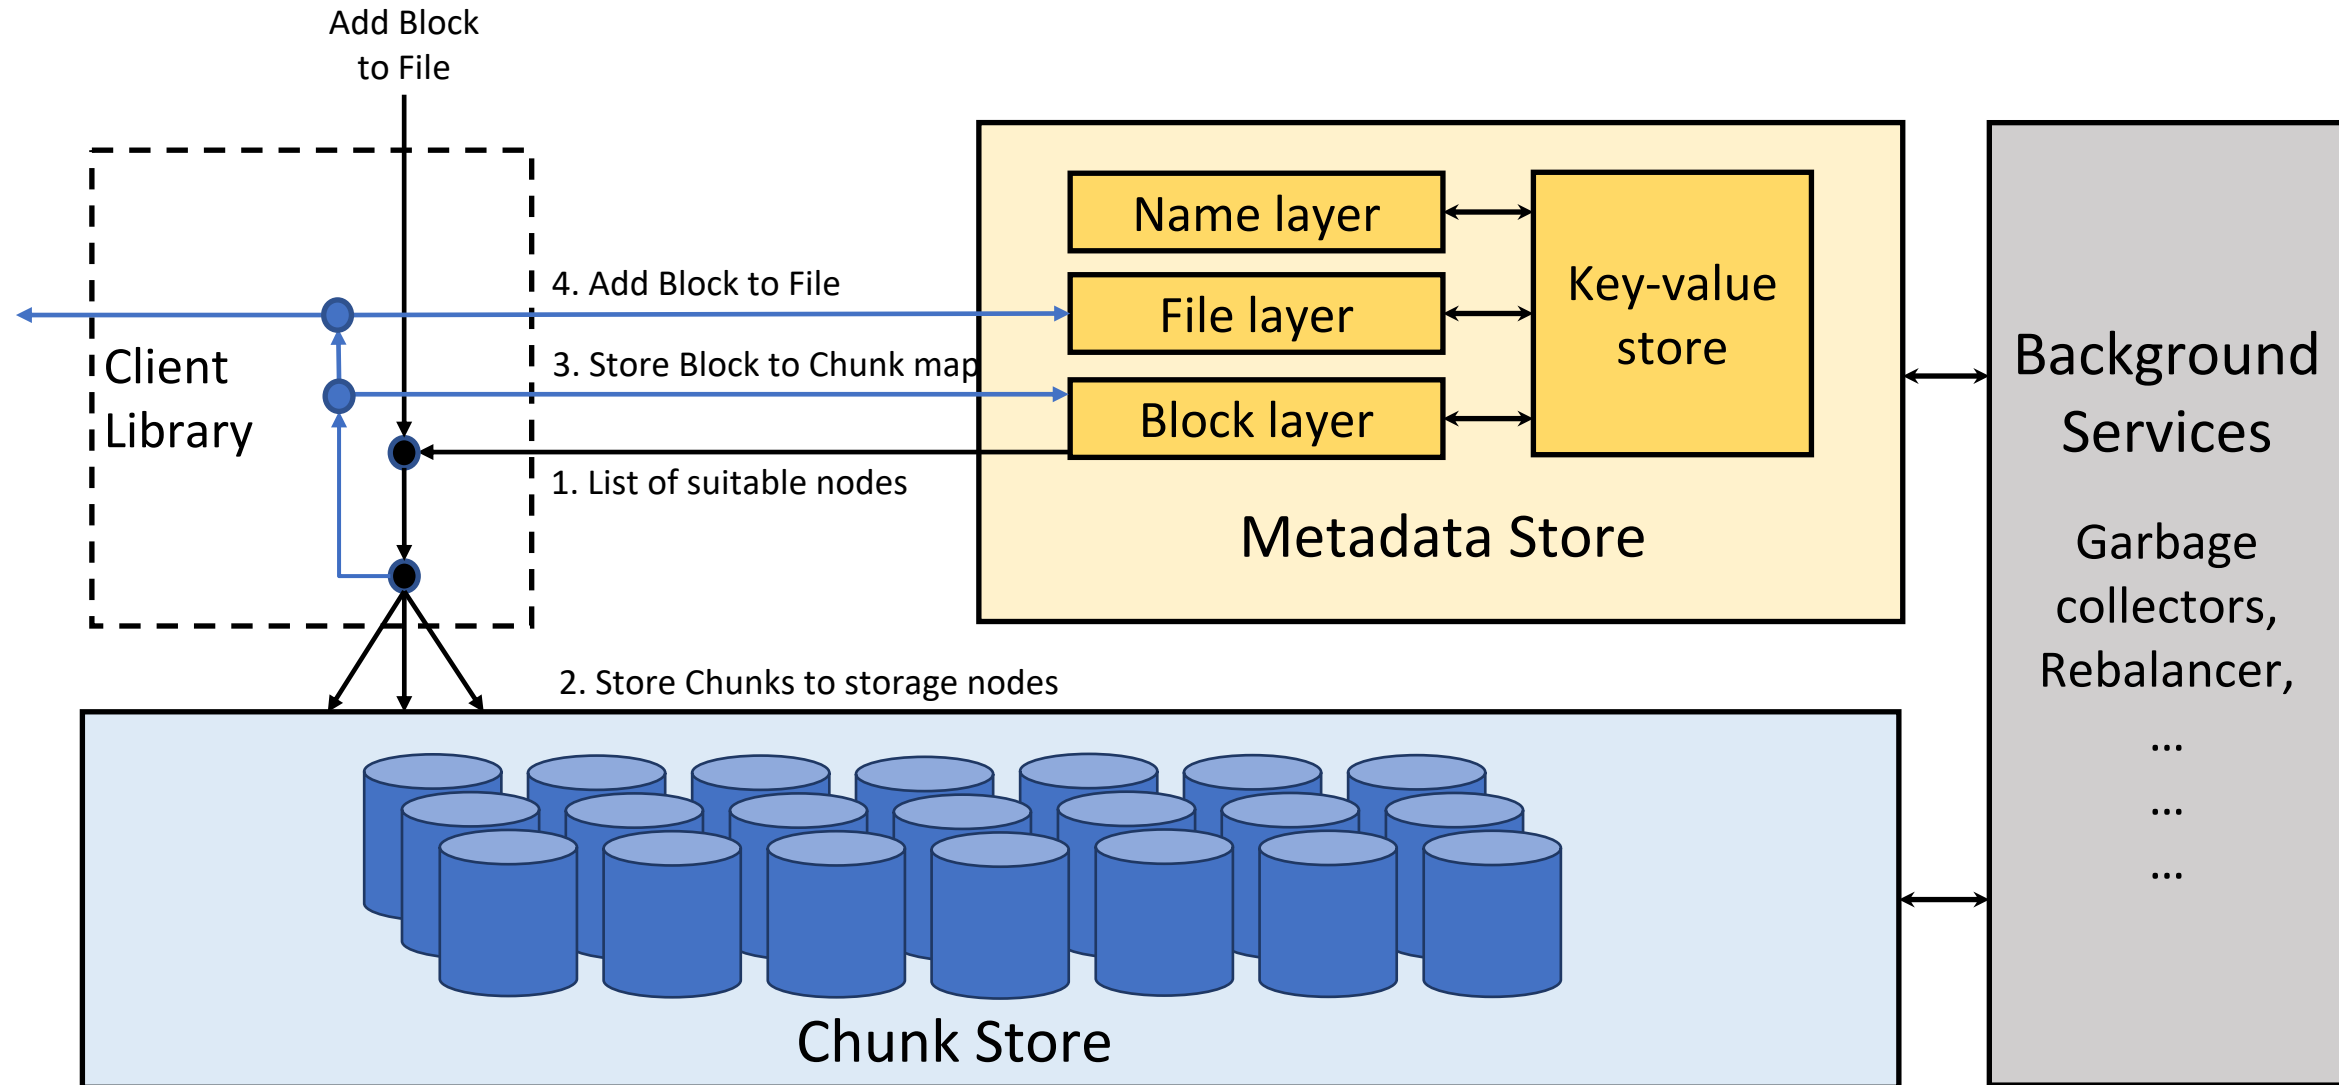 Add Block
to File
Client
Library
4. Add Block to File
3. Store Block to Chunk map
1. List of suitable nodes
2. Store Chunks to storage nodes
Name layer
File layer
Block layer
Key-value
store
Metadata Store
Background
Services
Garbage
collectors,
Rebalancer,
...
...
...
Chunk Store